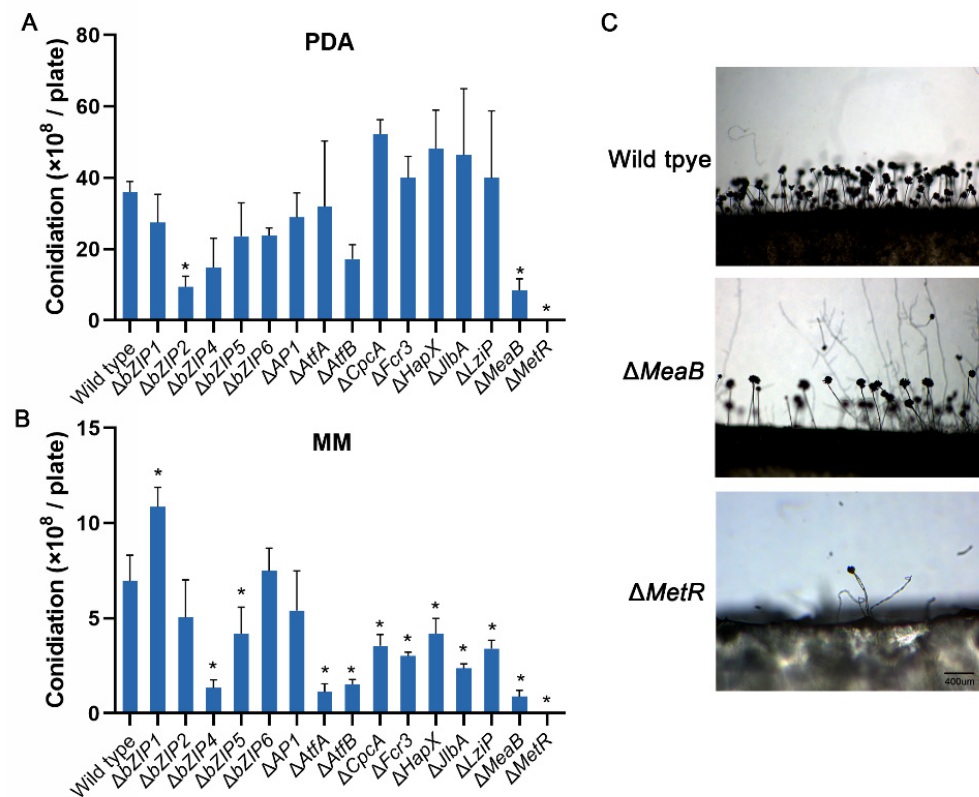 A
PDA
Conidiation (×10⁸ / plate)
80
60
40
20
0
Wild type
ΔbZIP1
ΔbZIP2
ΔbZIP4
ΔbZIP5
ΔbZIP6
ΔAP1
ΔAtfA
ΔAtfB
ΔCpcA
ΔFcr3
ΔHapX
ΔJlbA
ΔLziP
ΔMeaB
ΔMetR
*
*
*
B
MM
Conidiation (×10⁸ / plate)
15
10
5
0
Wild type
ΔbZIP1
ΔbZIP2
ΔbZIP4
ΔbZIP5
ΔbZIP6
ΔAP1
ΔAtfA
ΔAtfB
ΔCpcA
ΔFcr3
ΔHapX
ΔJlbA
ΔLziP
ΔMeaB
ΔMetR
*
*
*
*
*
*
*
*
*
*
*
*
C
Wild tpye
ΔMeaB
ΔMetR
400um